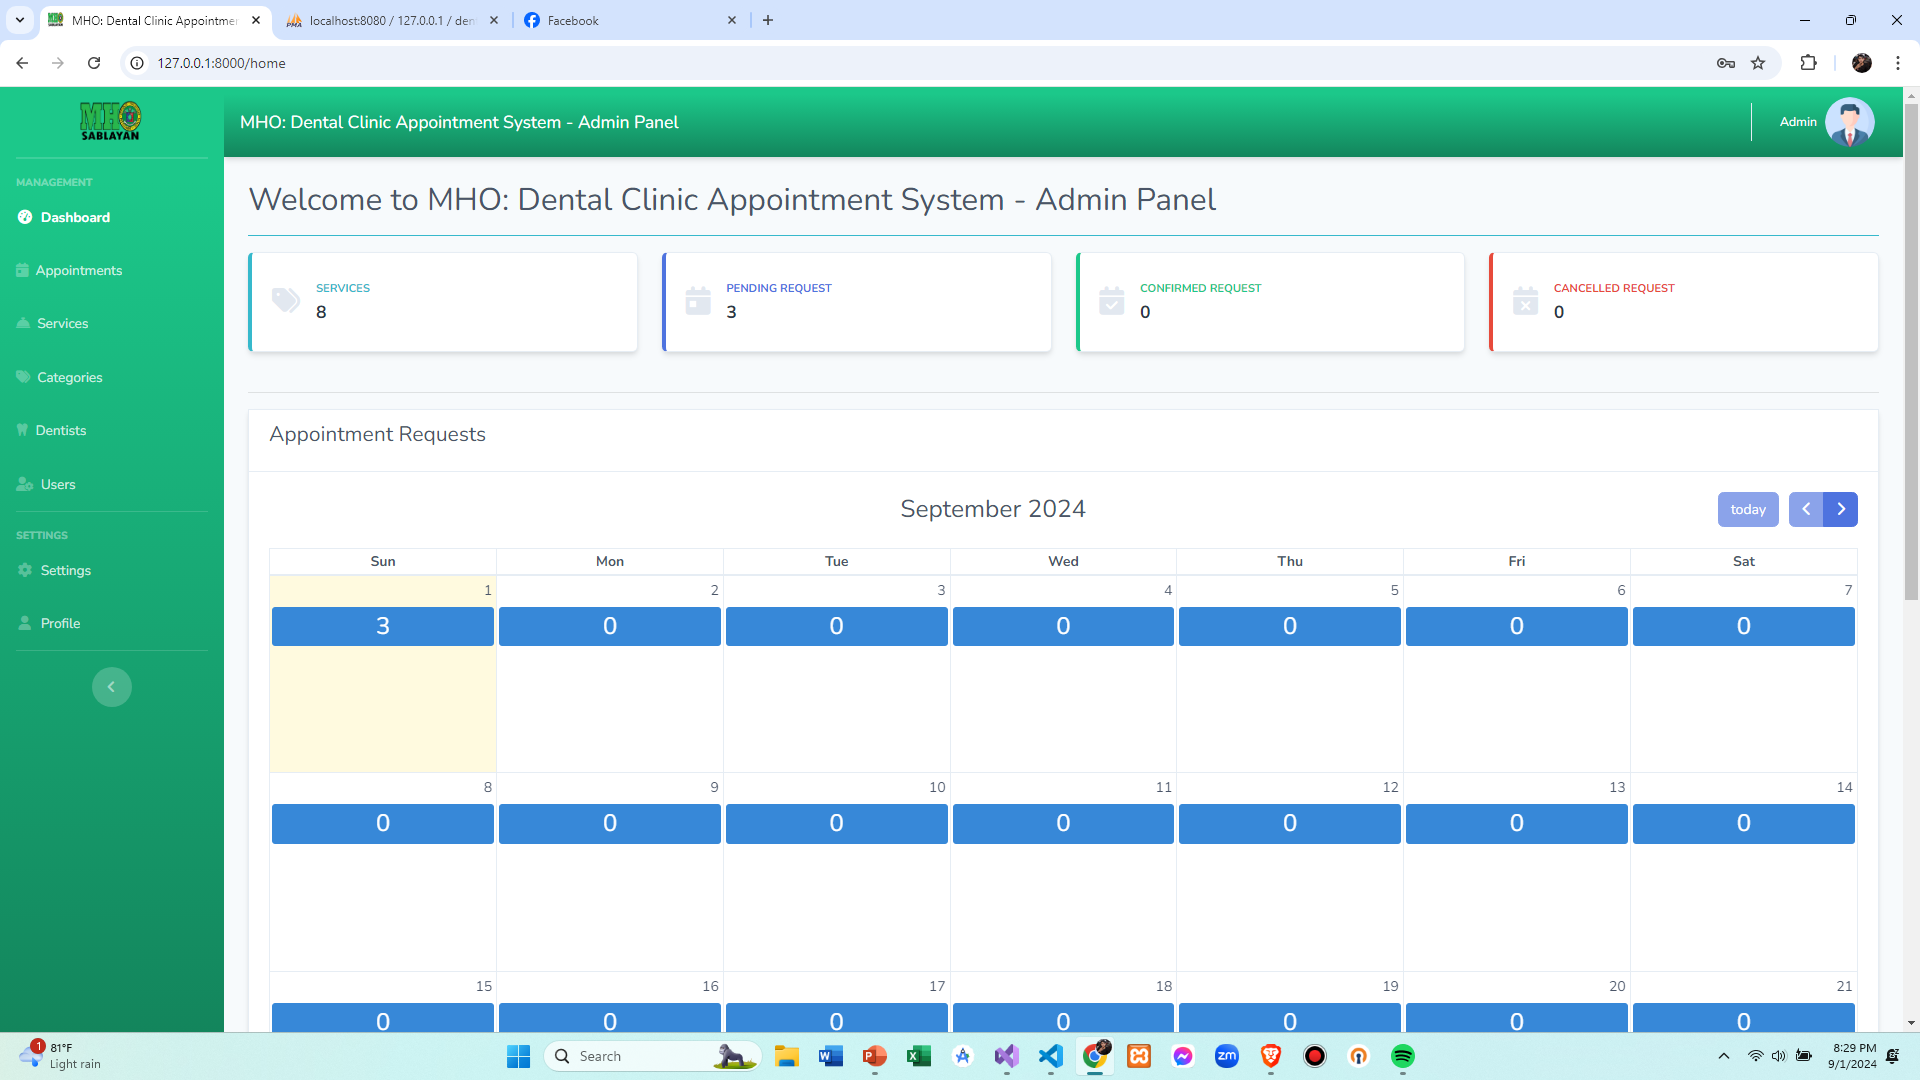 MHO: Dental Clinic Appointmer
localhost:8080 / 127.0.0.1 / den
Facebook
127.0.0.1:8000/home
MHO
SABLAYAN
MHO: Dental Clinic Appointment System - Admin Panel
Admin
MANAGEMENT
Dashboard
Appointments
Services
Categories
Dentists
Users
SETTINGS
Settings
Profile
Welcome to MHO: Dental Clinic Appointment System - Admin Panel
SERVICES
8
PENDING REQUEST
3
CONFIRMED REQUEST
0
CANCELLED REQUEST
0
Appointment Requests
September 2024
today
Sun Mon Tue Wed Thu Fri Sat
1 2 3 4 5 6 7
3 0 0 0 0 0 0
8 9 10 11 12 13 14
0 0 0 0 0 0 0
15 16 17 18 19 20 21
0 0 0 0 0 0 0
1
81°F
Light rain
Search
zm
8:29 PM
9/1/2024